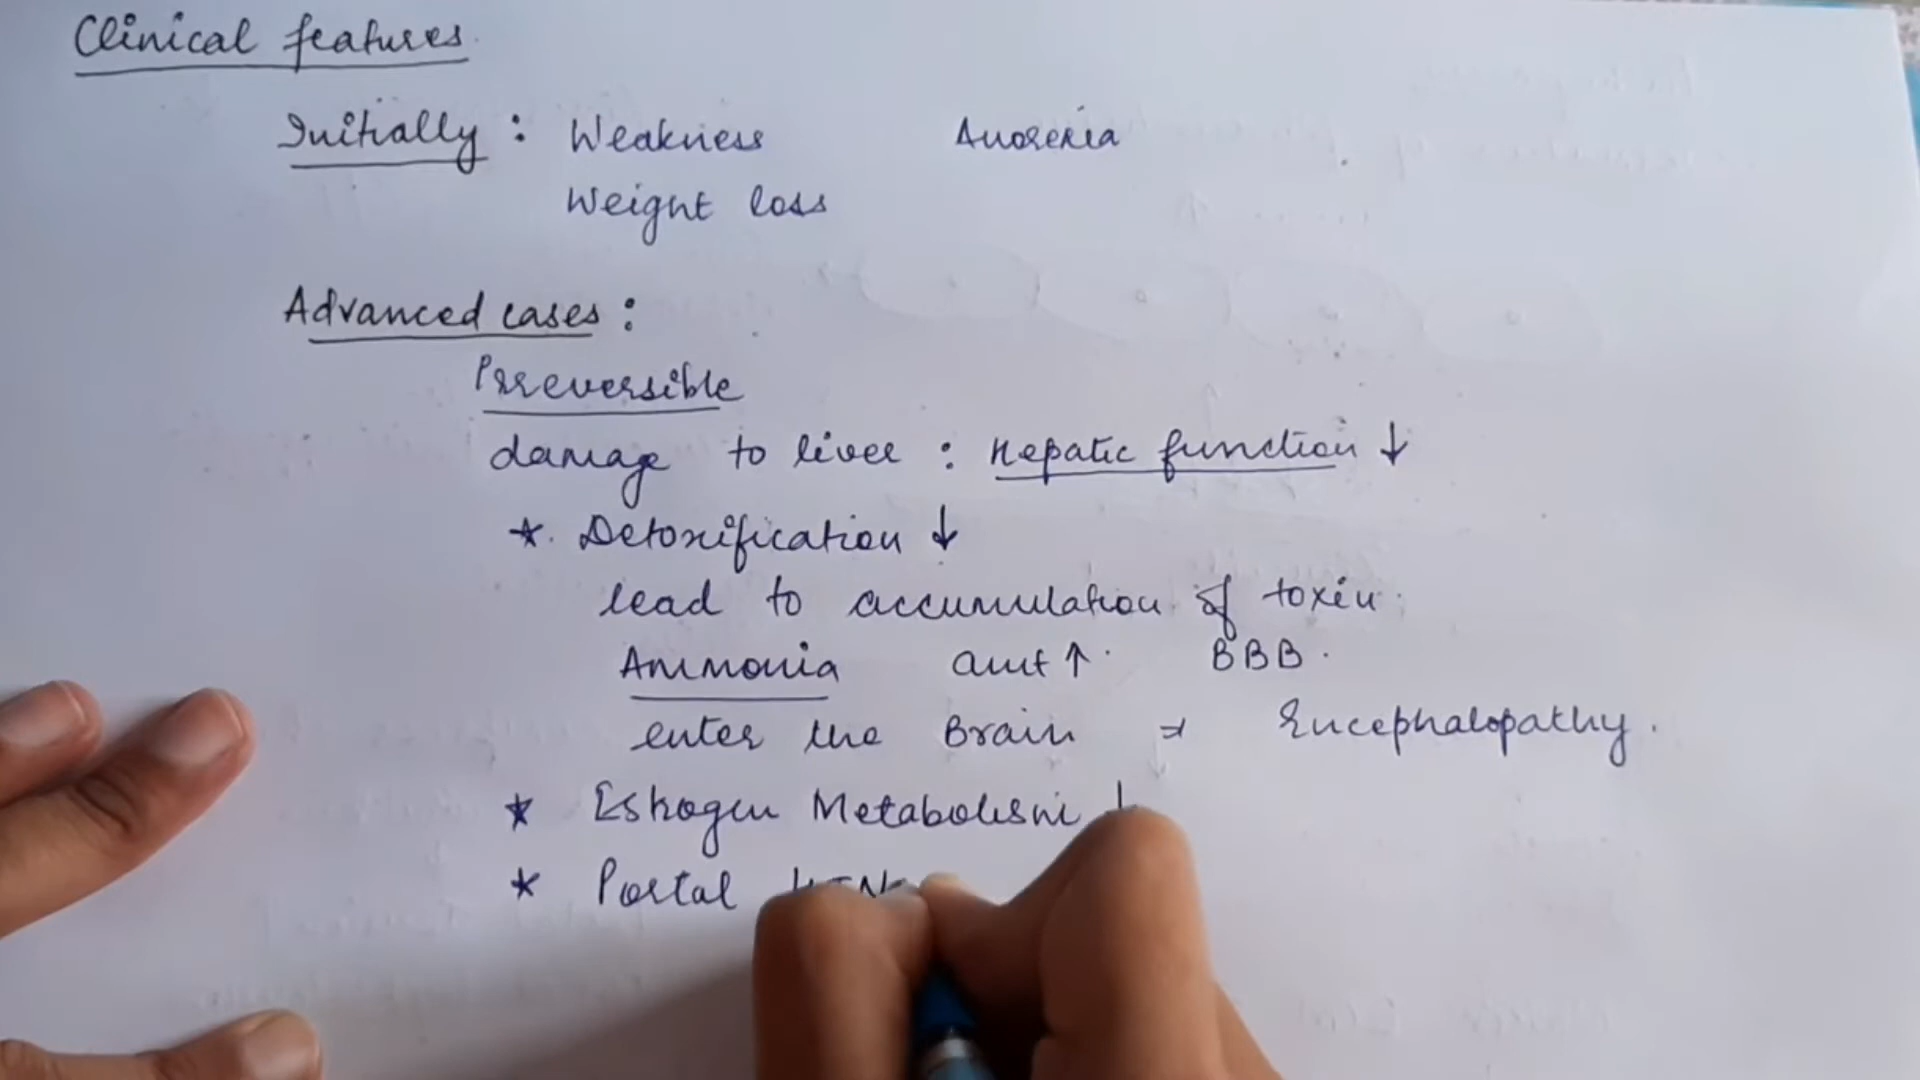 Clinical features
Initially : Weakness Anorexia
Weight loss
Advanced cases :
Irreversible
damage to liver : Hepatic function ↓
* Detoxification ↓
lead to accumulation of toxin
Ammonia amt ↑ BBB
enter the Brain → Encephalopathy.
* Estrogen Metabolism ↓
* Portal HTN